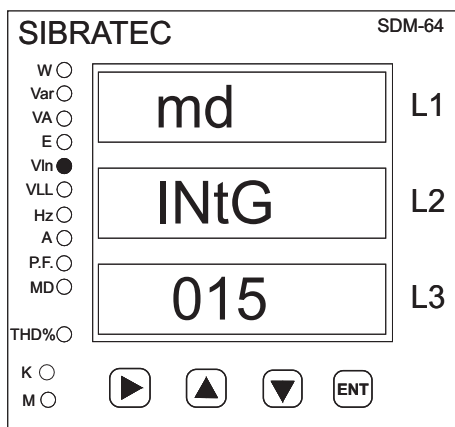 SIBRATEC
SDM-64
W
Var
VA
E
Vln
VLL
Hz
A
P.F.
MD
THD%
K
M
md
L1
INtG
L2
015
L3
ENT